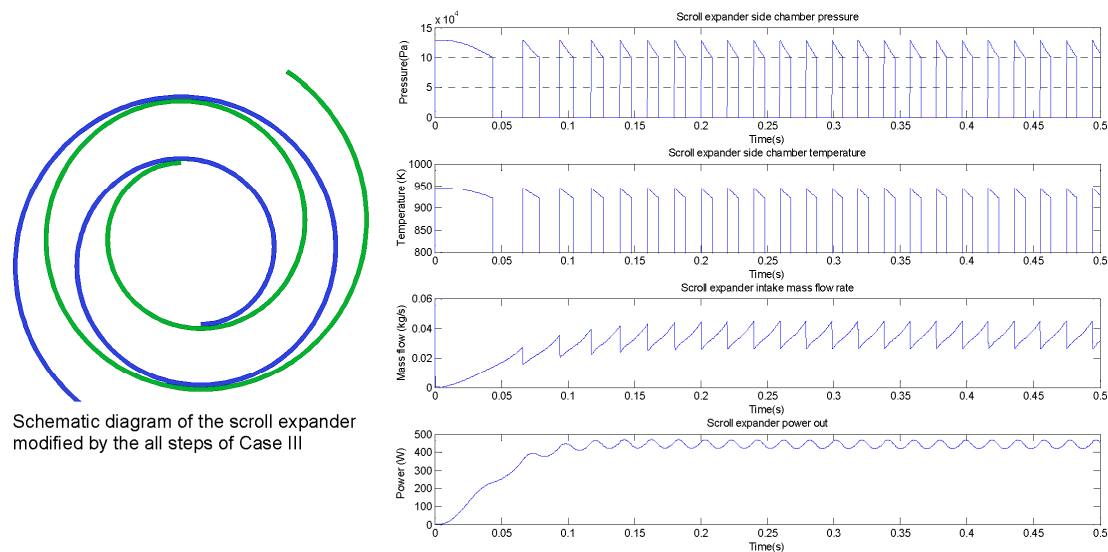 Schematic diagram of the scroll expander
modified by the all steps of Case III
Scroll expander side chamber pressure
x 10^4
15
10
5
0
Pressure(Pa)
0 0.05 0.1 0.15 0.2 0.25 0.3 0.35 0.4 0.45 0.5
Time(s)
Scroll expander side chamber temperature
1000
950
900
850
800
Temperature (K)
0 0.05 0.1 0.15 0.2 0.25 0.3 0.35 0.4 0.45 0.5
Time(s)
Scroll expander intake mass flow rate
0.06
0.04
0.02
0
Mass flow (kg/s)
0 0.05 0.1 0.15 0.2 0.25 0.3 0.35 0.4 0.45 0.5
Time(s)
Scroll expander power out
500
400
300
200
100
0
Power (W)
0 0.05 0.1 0.15 0.2 0.25 0.3 0.35 0.4 0.45 0.5
Time(s)